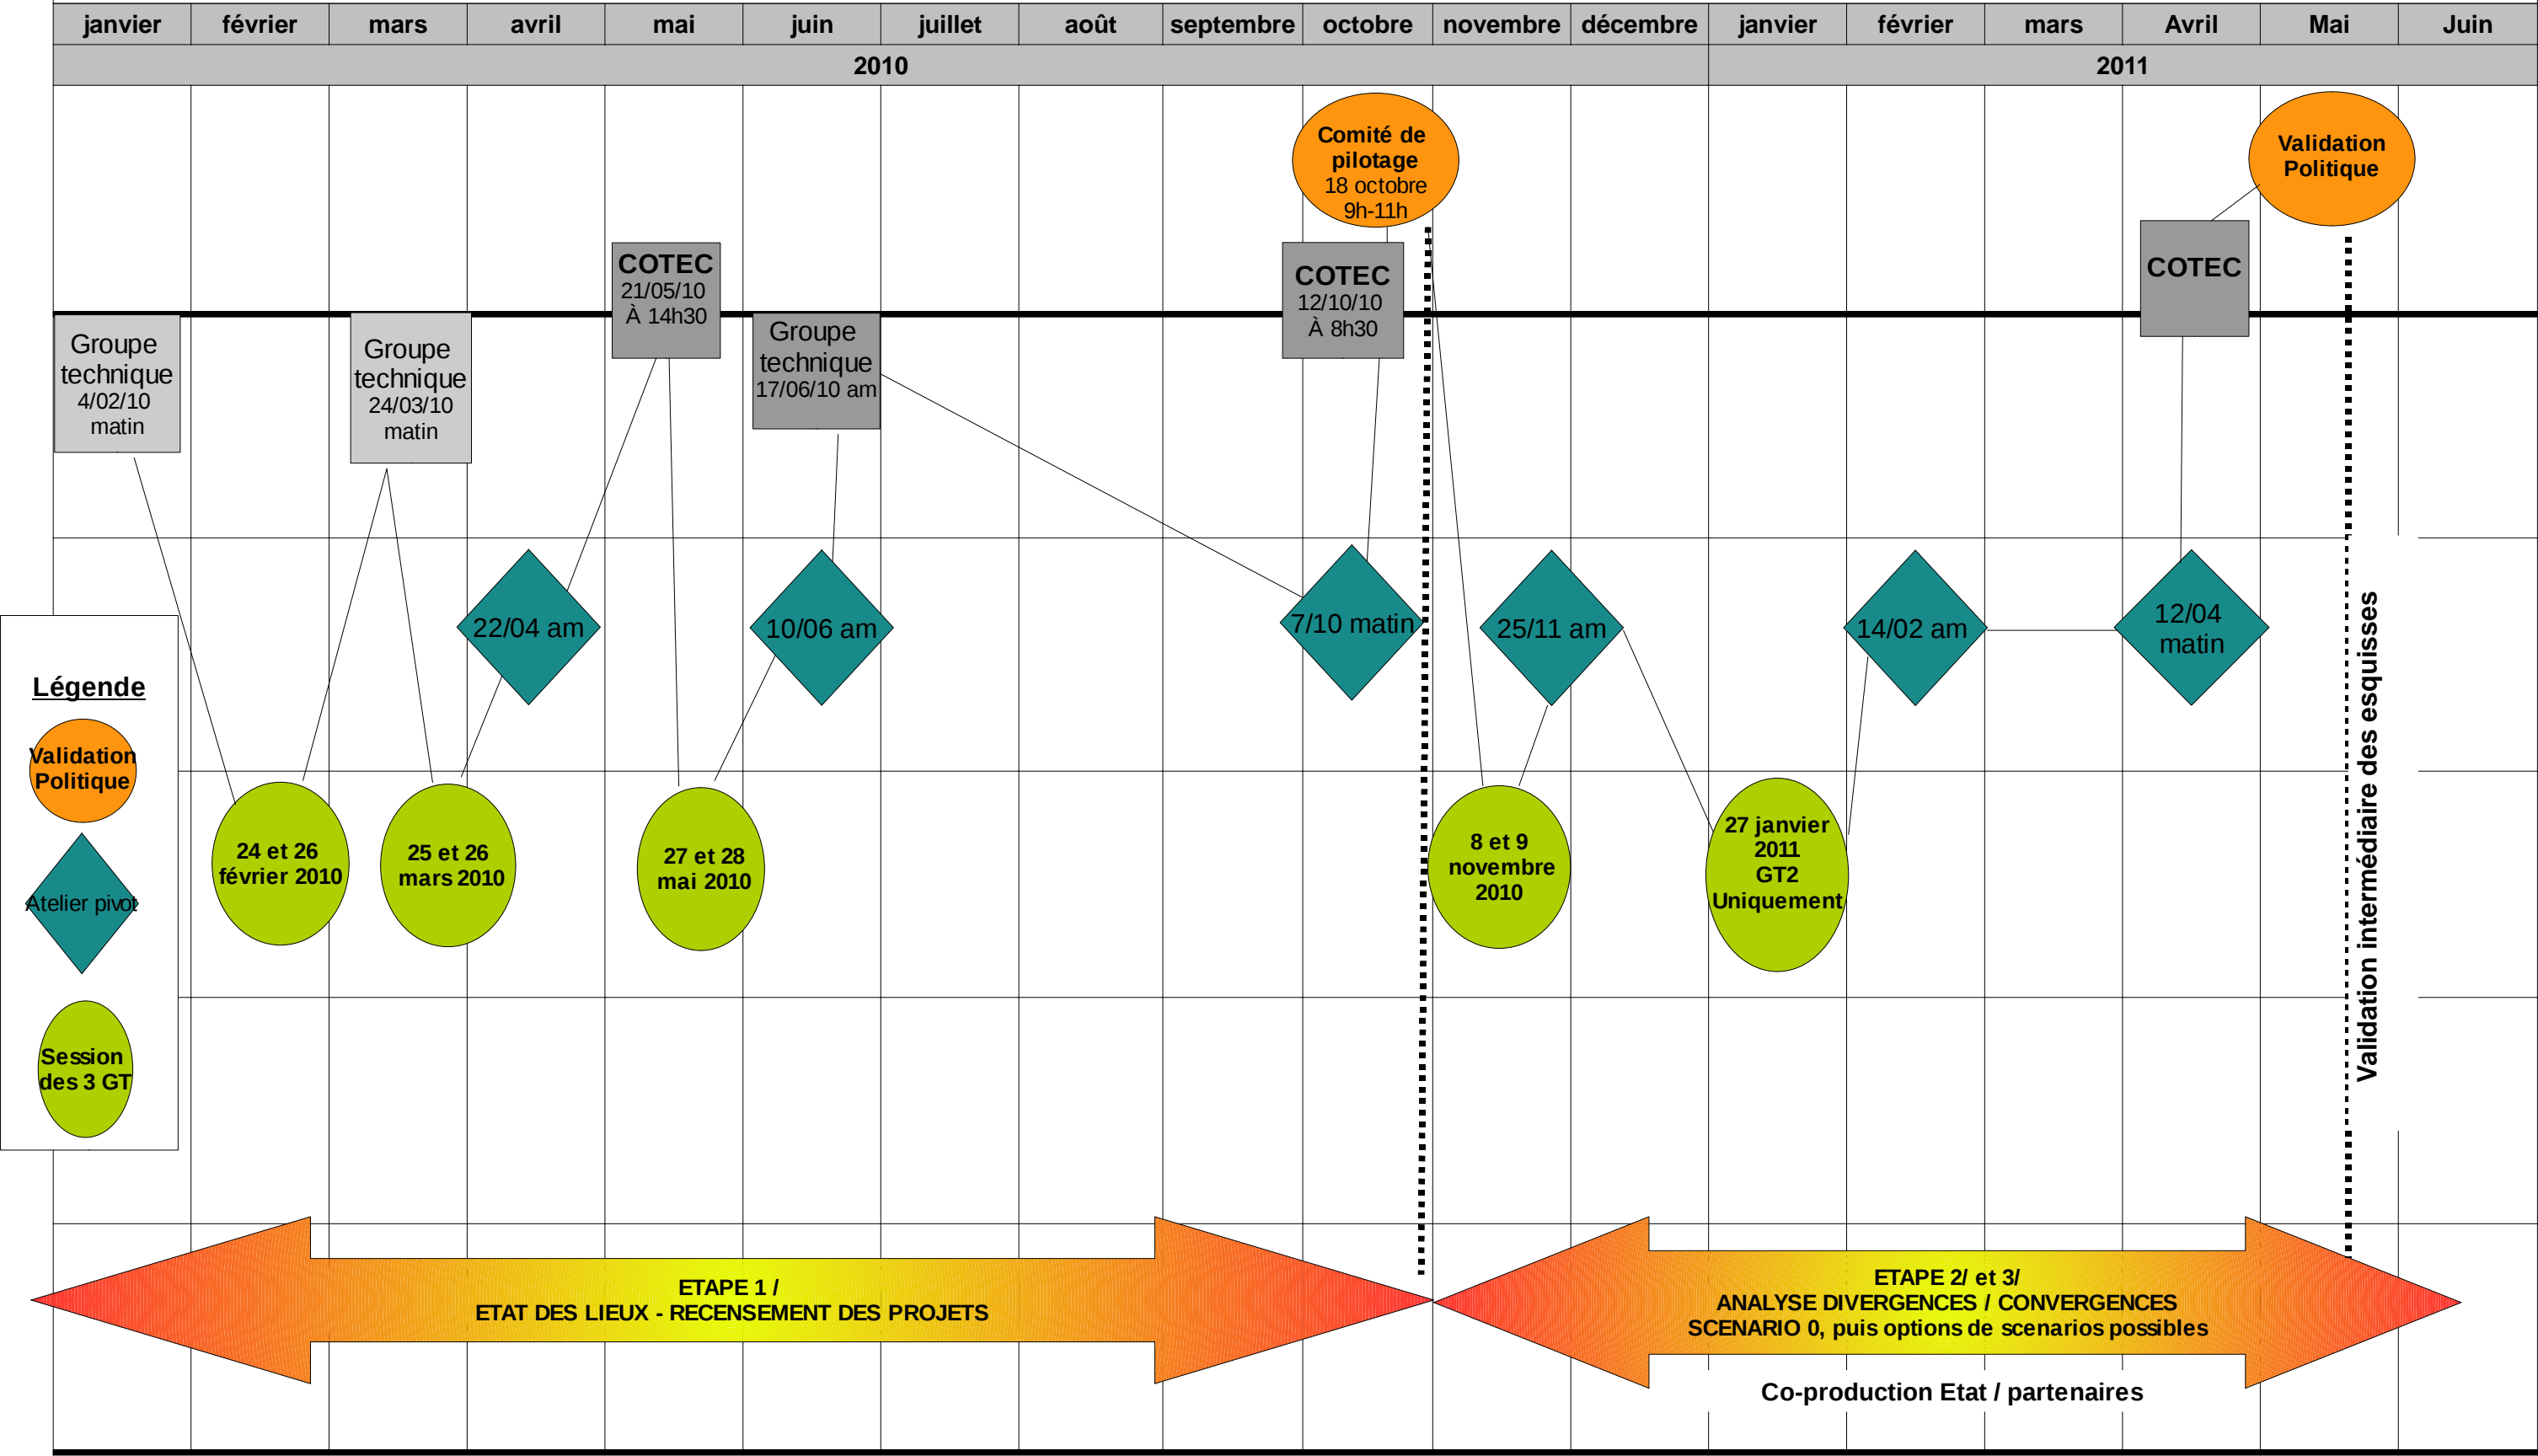 janvier février mars avril mai juin juillet août septembre octobre novembre décembre janvier février mars Avril Mai Juin
2010 2011
Comité de
pilotage
18 octobre
9h-11h
Validation
Politique
COTEC
21/05/10
À 14h30
COTEC
12/10/10
À 8h30
COTEC
Groupe
technique
4/02/10
matin
Groupe
technique
24/03/10
matin
Groupe
technique
17/06/10 am
22/04 am
10/06 am
7/10 matin
25/11 am
14/02 am
12/04
matin
Validation intermédiaire des esquisses
Légende
Validation
Politique
Atelier pivot
Session
des 3 GT
24 et 26
février 2010
25 et 26
mars 2010
27 et 28
mai 2010
8 et 9
novembre
2010
27 janvier
2011
GT2
Uniquement
ETAPE 1 /
ETAT DES LIEUX - RECENSEMENT DES PROJETS
ETAPE 2/ et 3/
ANALYSE DIVERGENCES / CONVERGENCES
SCENARIO 0, puis options de scenarios possibles
Co-production Etat / partenaires